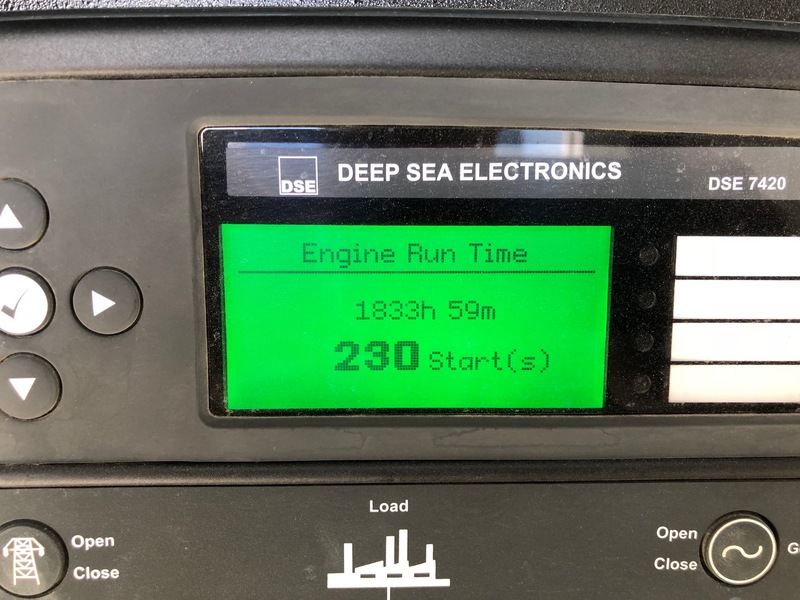 DSE DEEP SEA ELECTRONICS
DSE 7420
Engine Run Time
1833h 59m
230 Start(s)
Load
Open
Close
Open
Close